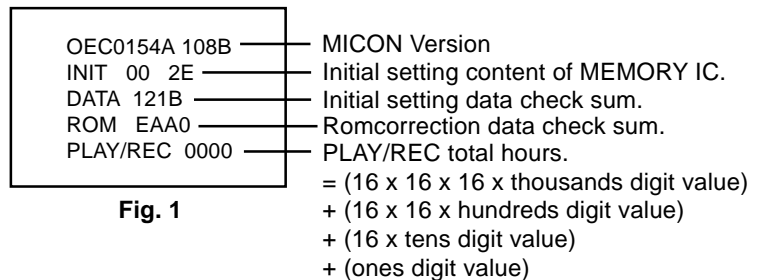 OEC0154A 108B MICON Version
INIT 00 2E Initial setting content of MEMORY IC.
DATA 121B Initial setting data check sum.
ROM EAA0 Romcorrection data check sum.
PLAY/REC 0000 PLAY/REC total hours.
= (16 x 16 x 16 x thousands digit value)
+ (16 x 16 x hundreds digit value)
+ (16 x tens digit value)
+ (ones digit value)
Fig. 1